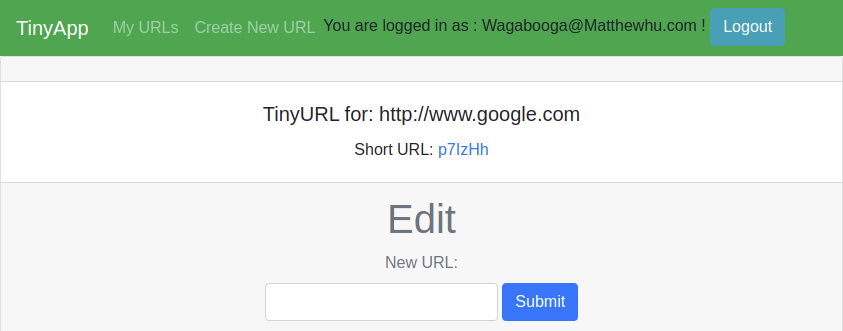 TinyApp My URLs Create New URL You are logged in as : Wagabooga@Matthewhu.com ! Logout
TinyURL for: http://www.google.com
Short URL: p7IzHh
Edit
New URL:
Submit